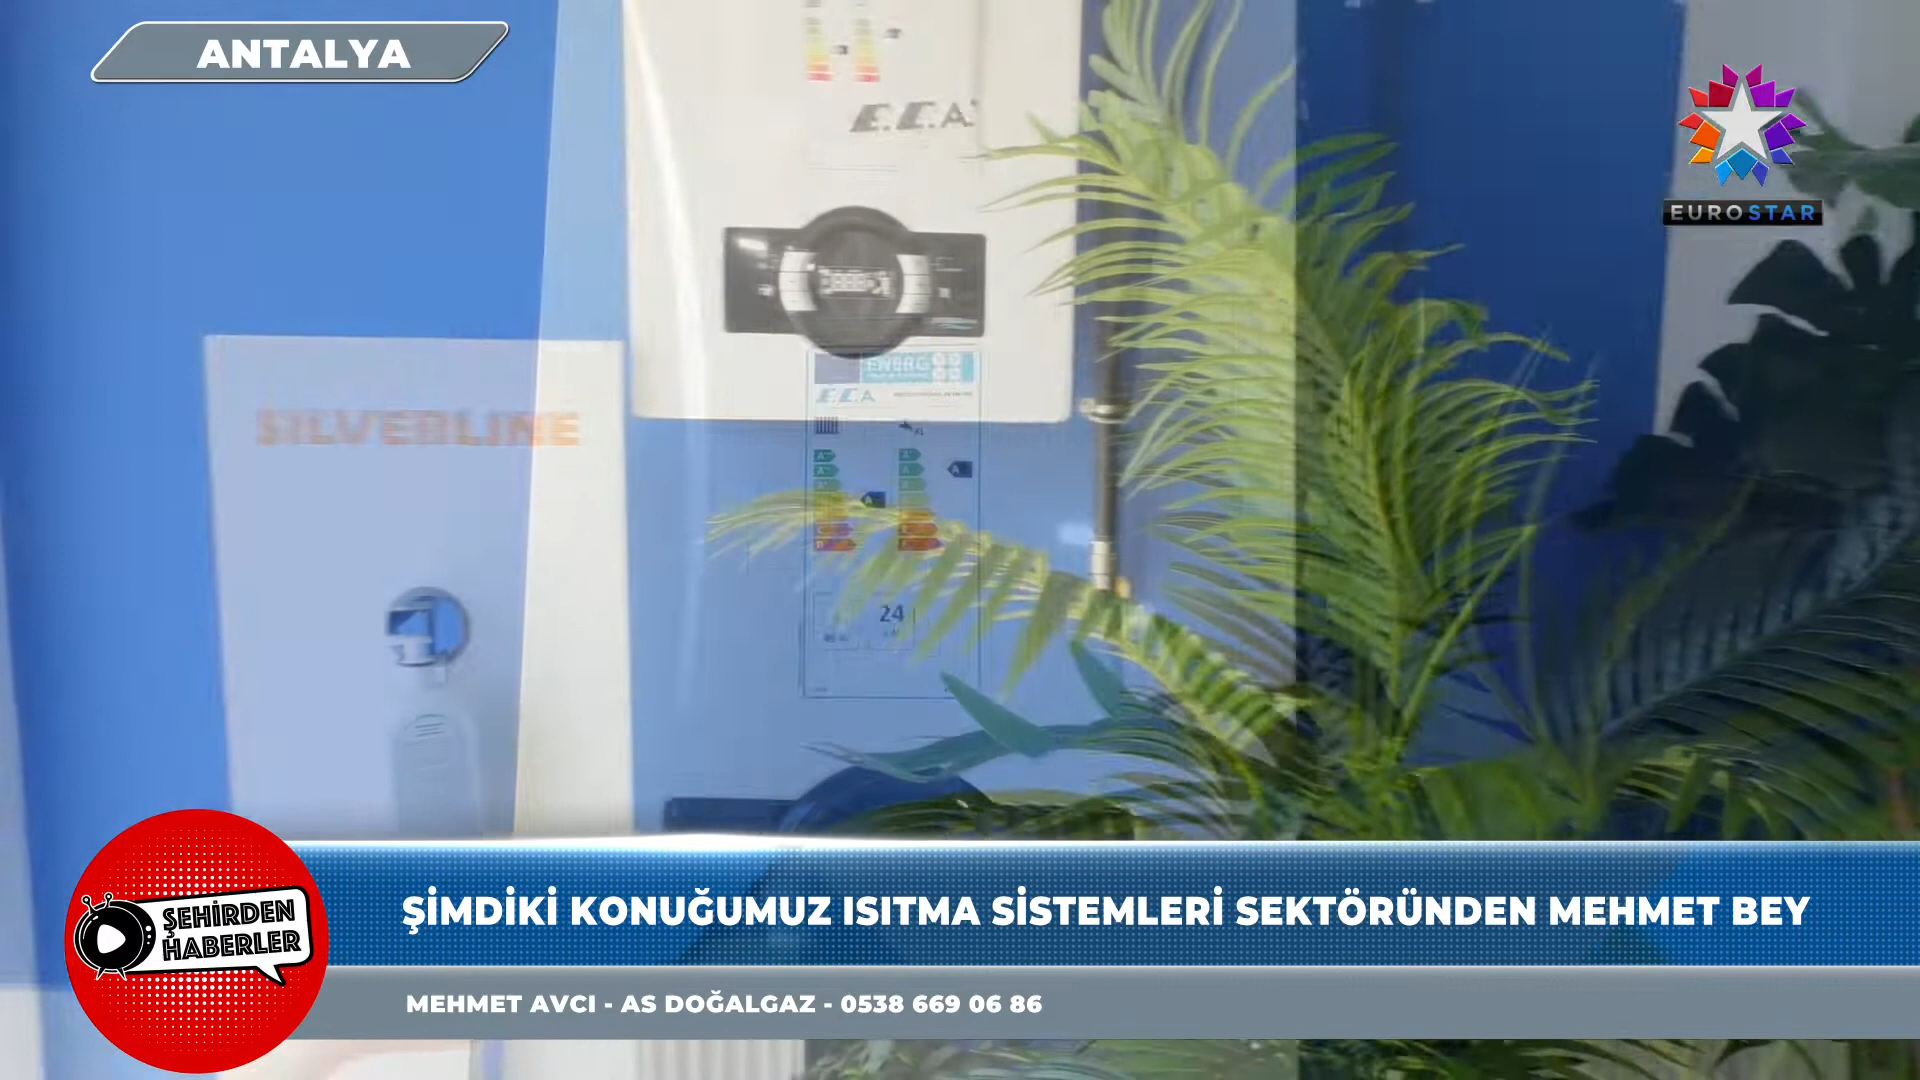 ANTALYA
E.C.A
EUROSTAR
ENERG
E.C.A
SILVERLINE
24
ŞEHİRDEN
HABERLER
ŞİMDİKİ KONUĞUMUZ ISITMA SİSTEMLERİ SEKTÖRÜNDEN MEHMET BEY
MEHMET AVCI - AS DOĞALGAZ - 0538 669 06 86